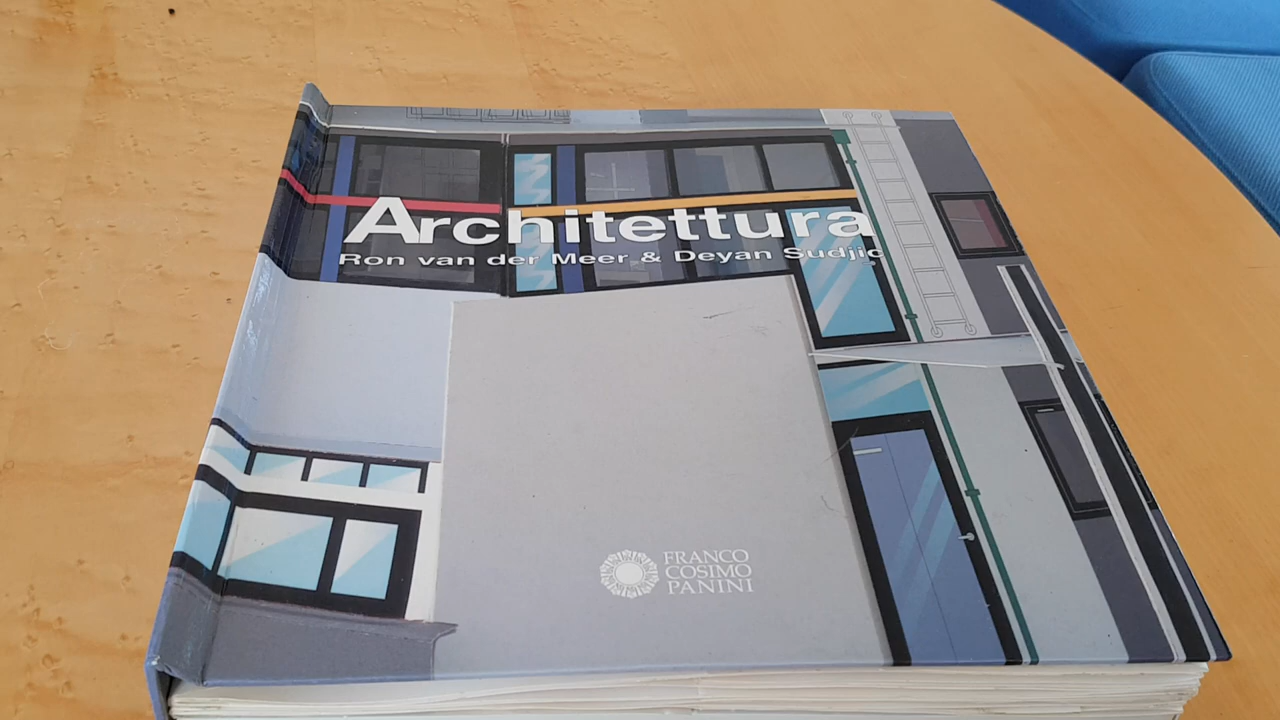 Architettura
Ron van der Meer & Deyan Sudjic
FRANCO
COSIMO
PANINI